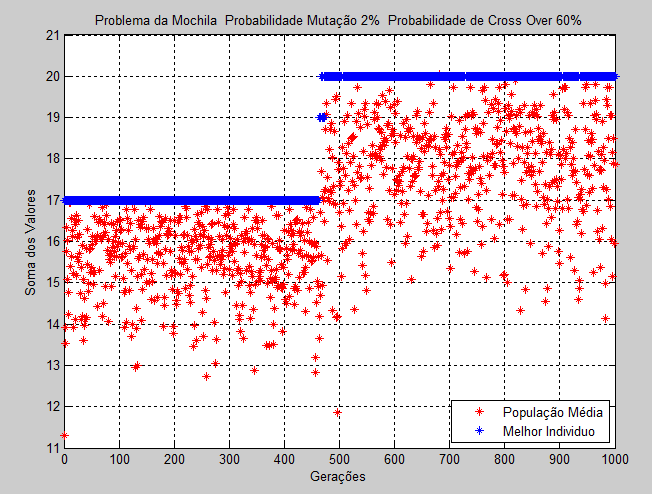 Problema da Mochila  Probabilidade Mutação 2%  Probabilidade de Cross Over 60%
21
20
19
18
17
16
15
14
13
12
11
Soma dos Valores
0 100 200 300 400 500 600 700 800 900 1000
Gerações
População Média
Melhor Individuo